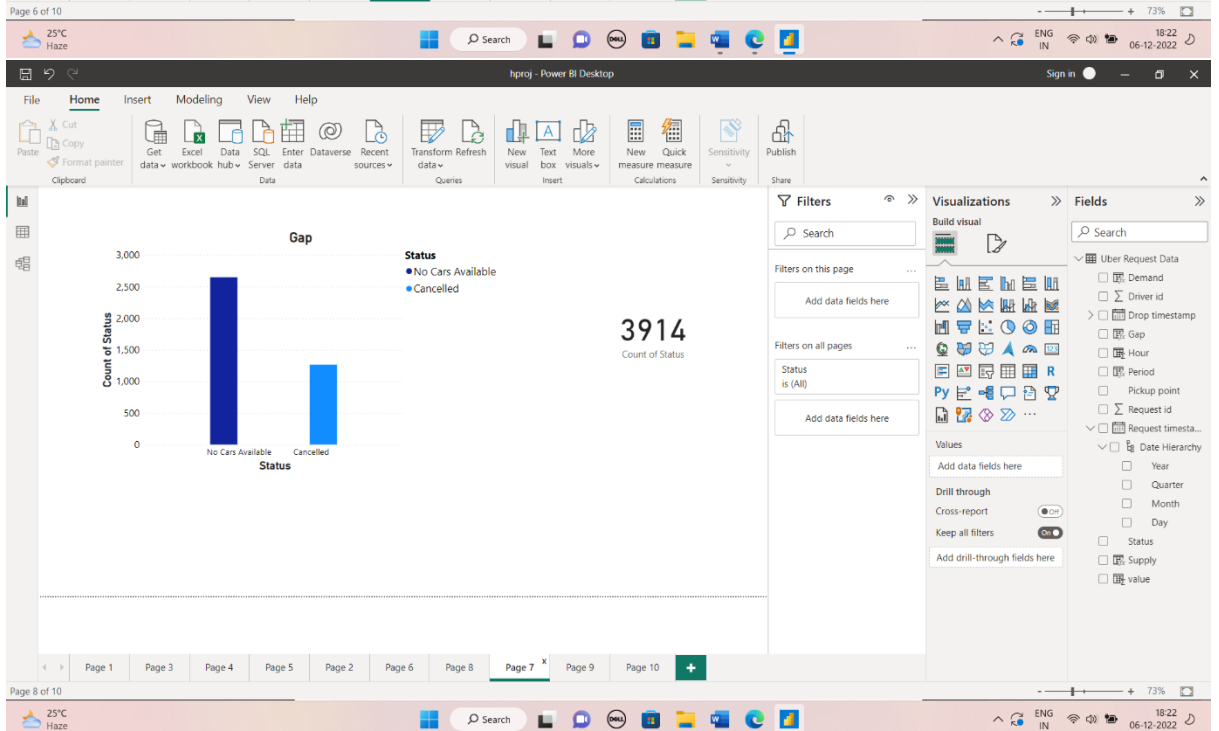 Page 6 of 10
- + 73%
25°C
Haze
Search
DELL
ENG
IN
18:22
06-12-2022
hproj - Power BI Desktop
Sign in
File Home Insert Modeling View Help
Paste
Cut
Copy
Format painter
Clipboard
Get data
Excel workbook
Data hub
SQL Server
Enter data
Dataverse
Recent sources
Data
Transform data
Refresh
Queries
New visual
Text box
More visuals
Insert
New measure
Quick measure
Calculations
Sensitivity
Sensitivity
Publish
Share
Gap
Count of Status
3,000
2,500
2,000
1,500
1,000
500
0
No Cars Available Cancelled
Status
Status
No Cars Available
Cancelled
3914
Count of Status
Filters
Search
Filters on this page ...
Add data fields here
Filters on all pages ...
Status
is (All)
Add data fields here
Visualizations
Build visual
123
R
Py
...
Values
Add data fields here
Drill through
Cross-report Off
Keep all filters On
Add drill-through fields here
Fields
Search
Uber Request Data
Demand
Driver id
Drop timestamp
Gap
Hour
Period
Pickup point
Request id
Request timesta...
Date Hierarchy
Year
Quarter
Month
Day
Status
Supply
value
Page 1 Page 3 Page 4 Page 5 Page 2 Page 6 Page 8 Page 7 x Page 9 Page 10 +
Page 8 of 10
- + 73%
25°C
Haze
Search
DELL
ENG
IN
18:22
06-12-2022